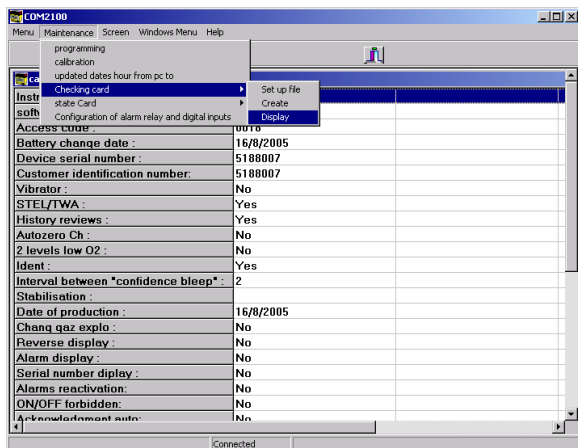 COM2100
Menu Maintenance Screen Windows Menu Help
programming
calibration
updated dates hour from pc to
Checking card
state Card
Configuration of alarm relay and digital inputs
Set up file
Create
Display
ca
Instr
softw
Access code : 0018
Battery change date : 16/8/2005
Device serial number : 5188007
Customer identification number: 5188007
Vibrator : No
STEL/TWA : Yes
History reviews : Yes
Autozero Ch : No
2 levels low O2 : No
Ident : Yes
Interval between "confidence bleep" : 2
Stabilisation :
Date of production : 16/8/2005
Chang gaz explo : No
Reverse display : No
Alarm display : No
Serial number diplay : No
Alarms reactivation: No
ON/OFF forbidden: No
Acknowledgment auto: No
Connected